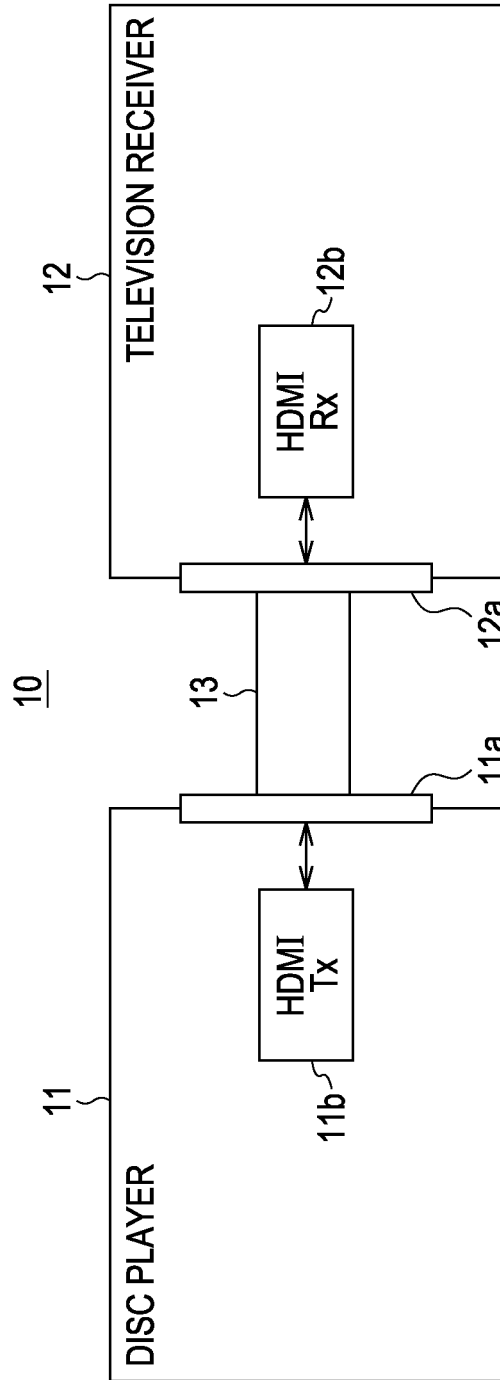 10
11
12
DISC PLAYER
TELEVISION RECEIVER
13
HDMI
Tx
HDMI
Rx
11b
12b
11a
12a